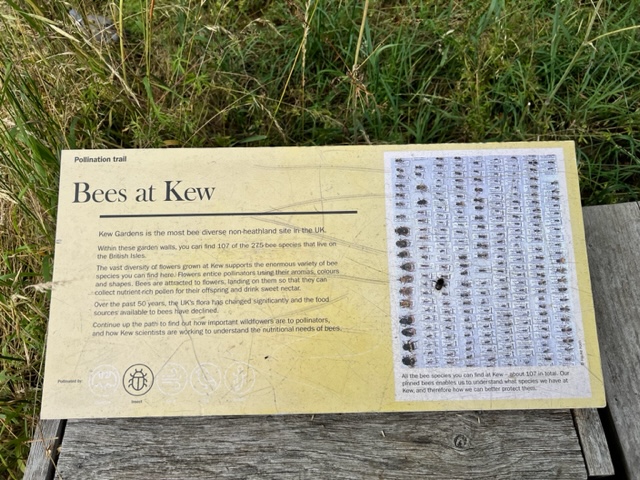 Pollination trail
Bees at Kew
Kew Gardens is the most bee diverse non-heathland site in the UK.
Within these garden walls, you can find 107 of the 275 bee species that live on
the British Isles.
The vast diversity of flowers grown at Kew supports the enormous variety of bee
species you can find here. Flowers entice pollinators using their aromas, colours
and shapes. Bees are attracted to flowers, landing on them so that they can
collect nutrient-rich pollen for their offspring and drink sweet nectar.
Over the past 50 years, the UK's flora has changed significantly and the food
sources available to bees have declined.
Continue up the path to find out how important wildflowers are to pollinators,
and how Kew scientists are working to understand the nutritional needs of bees.
Pollinated by
Insect
All the bee species you can find at Kew – about 107 in total. Our
pinned bees enables us to understand what species we have at
Kew, and therefore how we can better protect them.